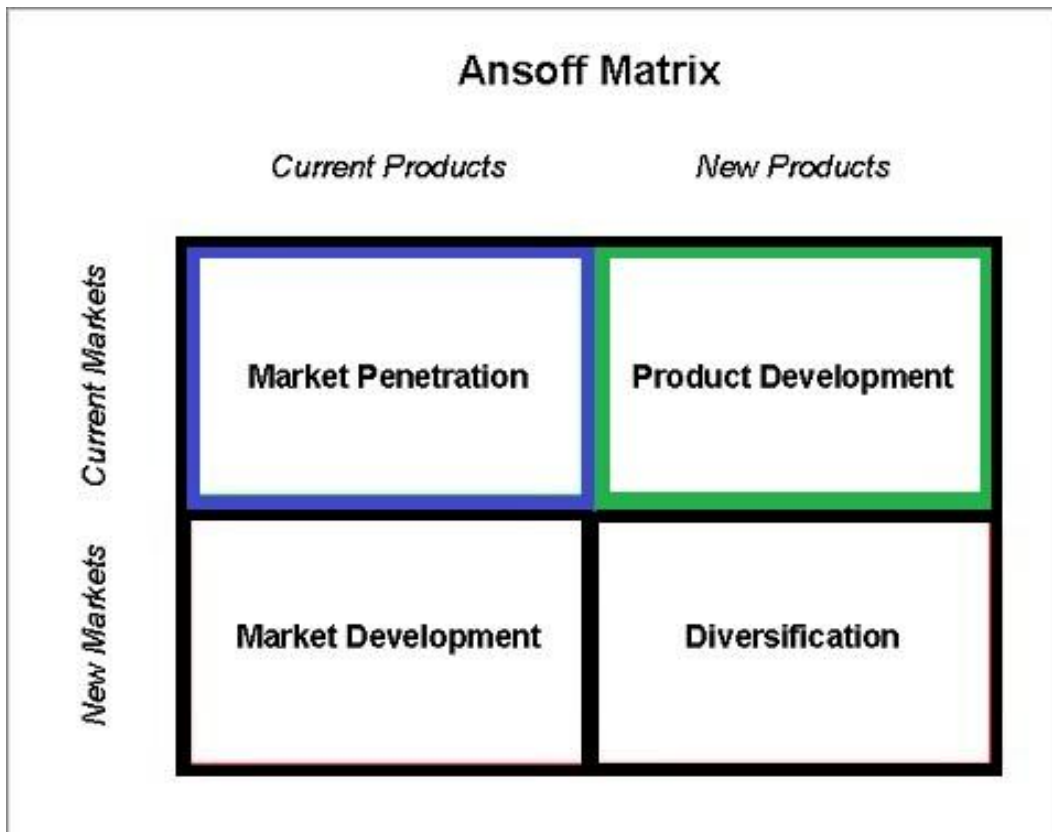 Ansoff Matrix
Current Products
New Products
Current Markets
Market Penetration
Product Development
New Markets
Market Development
Diversification